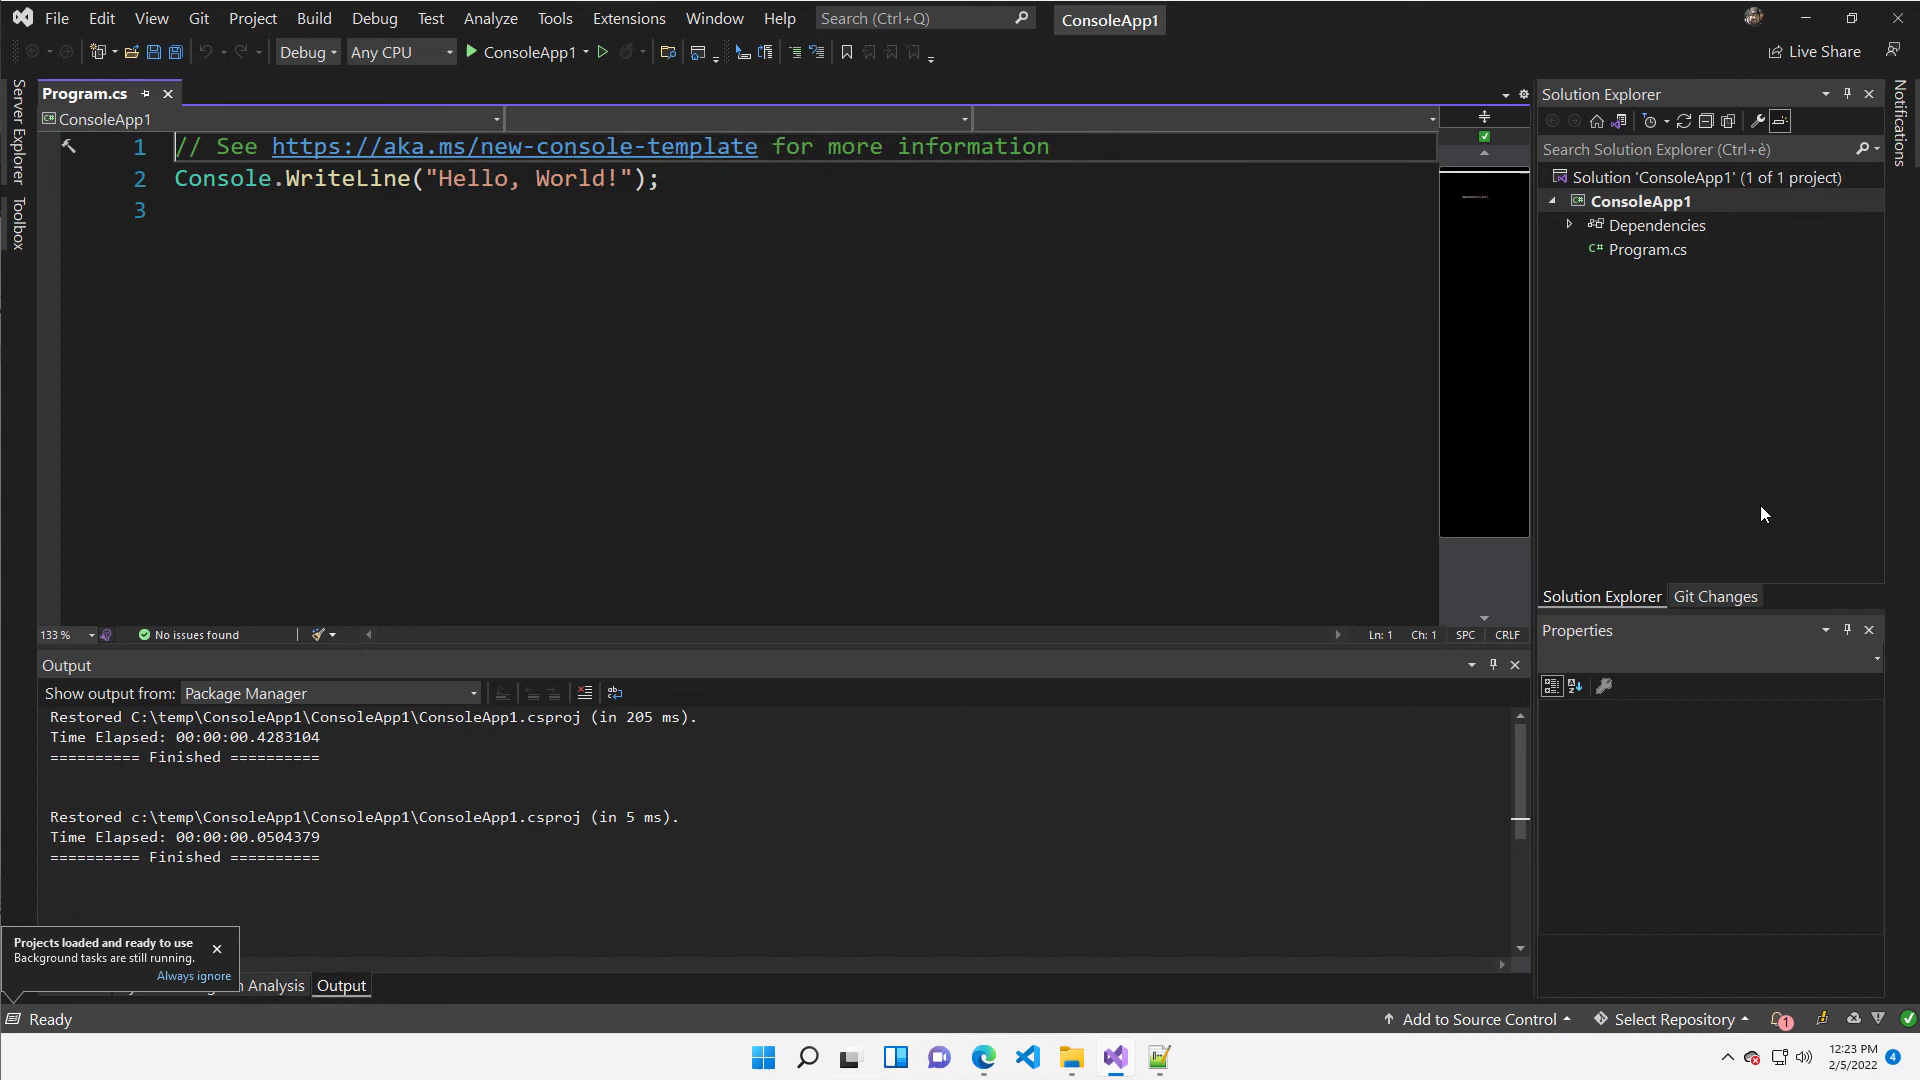 File Edit View Git Project Build Debug Test Analyze Tools Extensions Window Help Search (Ctrl+Q) ConsoleApp1
Debug Any CPU ConsoleApp1 Live Share
Server Explorer
Toolbox
Program.cs
ConsoleApp1
1 // See https://aka.ms/new-console-template for more information
2 Console.WriteLine("Hello, World!");
3
133 % No issues found Ln: 1 Ch: 1 SPC CRLF
Output
Show output from: Package Manager
Restored C:\temp\ConsoleApp1\ConsoleApp1\ConsoleApp1.csproj (in 205 ms).
Time Elapsed: 00:00:00.4283104
========== Finished ==========
Restored c:\temp\ConsoleApp1\ConsoleApp1\ConsoleApp1.csproj (in 5 ms).
Time Elapsed: 00:00:00.0504379
========== Finished ==========
Projects loaded and ready to use
Background tasks are still running.
Always ignore
Analysis Output
Solution Explorer
Search Solution Explorer (Ctrl+è)
Solution 'ConsoleApp1' (1 of 1 project)
ConsoleApp1
Dependencies
C# Program.cs
Solution Explorer Git Changes
Properties
Notifications
Ready Add to Source Control Select Repository 1
12:23 PM
2/5/2022 4